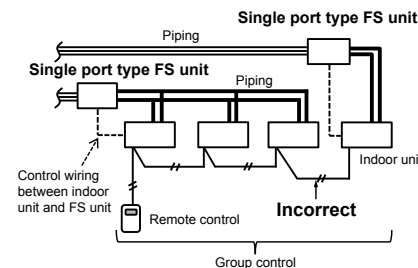 Single port type FS unit
Piping
Single port type FS unit
Piping
Control wiring
between indoor
unit and FS unit
Indoor uni
Remote control
Incorrect
Group control